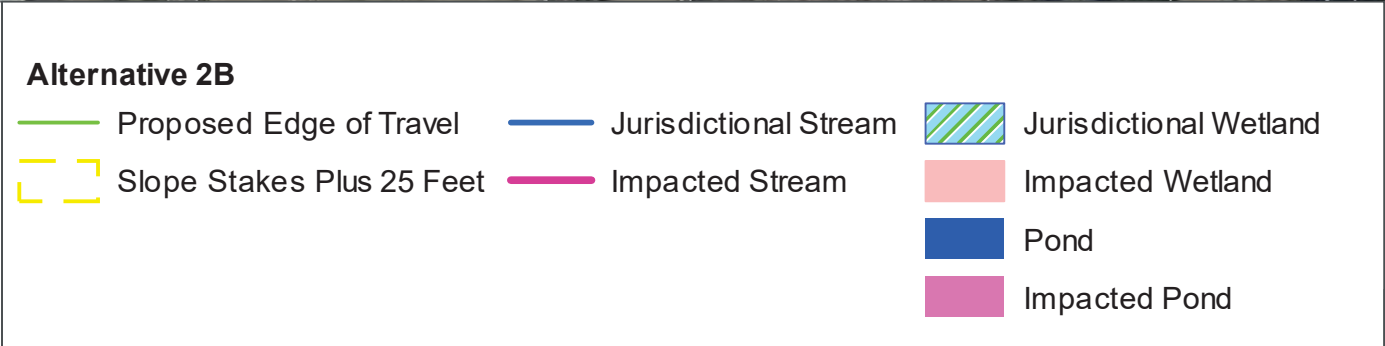 Alternative 2B
Proposed Edge of Travel
Slope Stakes Plus 25 Feet
Jurisdictional Stream
Impacted Stream
Jurisdictional Wetland
Impacted Wetland
Pond
Impacted Pond